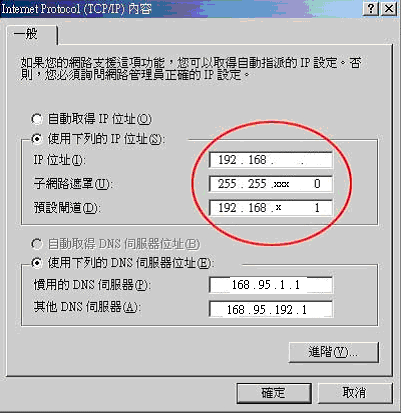 Internet Protocol (TCP/IP) 內容
一般
如果您的網路支援這項功能，您可以取得自動指派的 IP 設定。否
則，您必須詢問網路管理員正確的 IP 設定。
自動取得 IP 位址(O)
使用下列的 IP 位址(S):
IP 位址(I): 192 . 168 . .
子網路遮罩(U): 255 . 255 .xxx 0
預設閘道(D): 192 . 168 .x 1
自動取得 DNS 伺服器位址(B)
使用下列的 DNS 伺服器位址(E):
慣用的 DNS 伺服器(P): 168 . 95 . 1 . 1
其他 DNS 伺服器(A): 168 . 95 . 192 . 1
進階(V)...
確定 取消